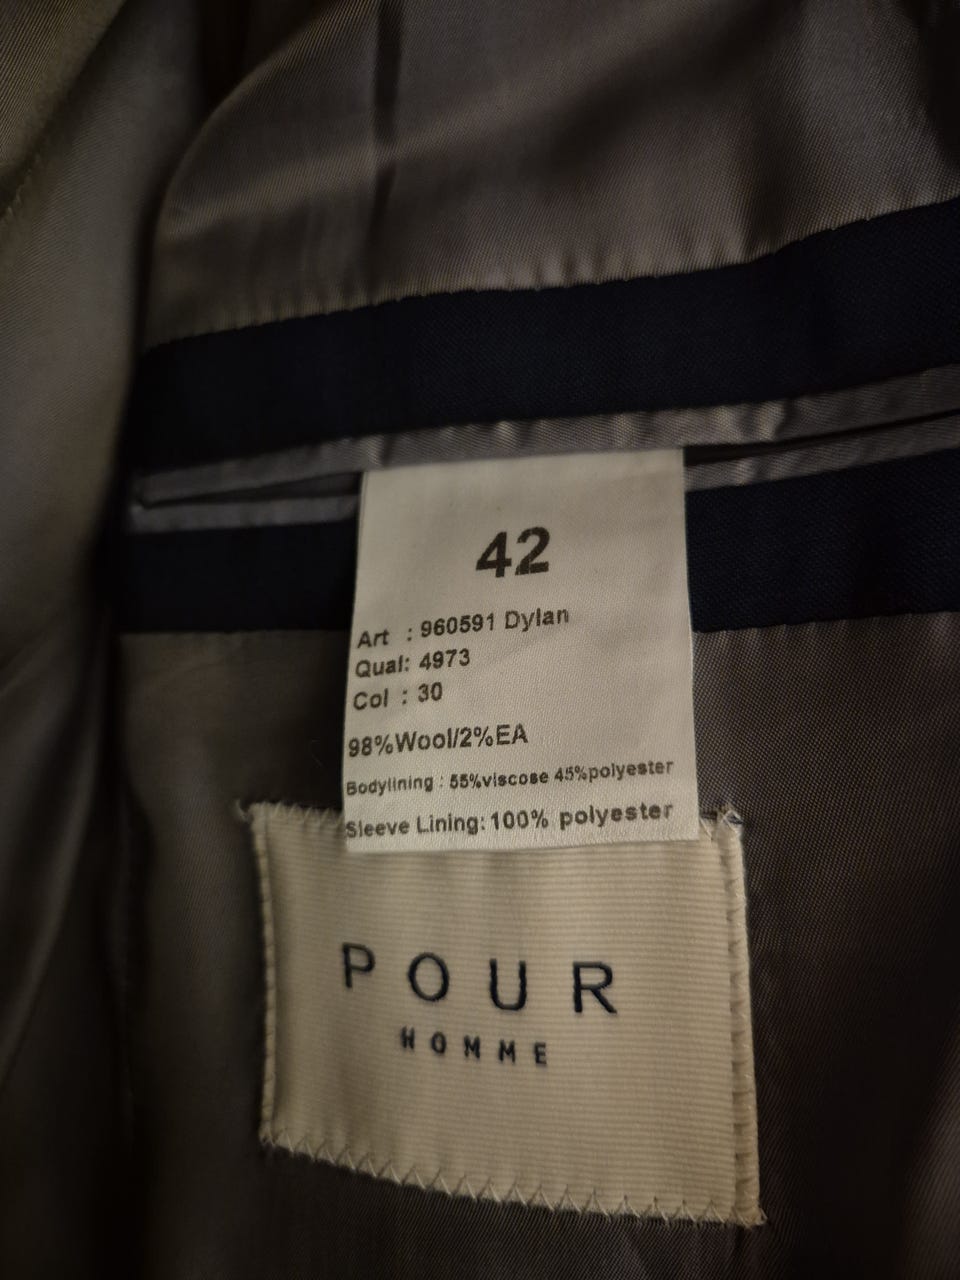 42
Art : 960591 Dylan
Qual: 4973
Col : 30
98%Wool/2%EA
Bodylining : 55%viscose 45%polyester
Sleeve Lining: 100% polyester
POUR
HOMME